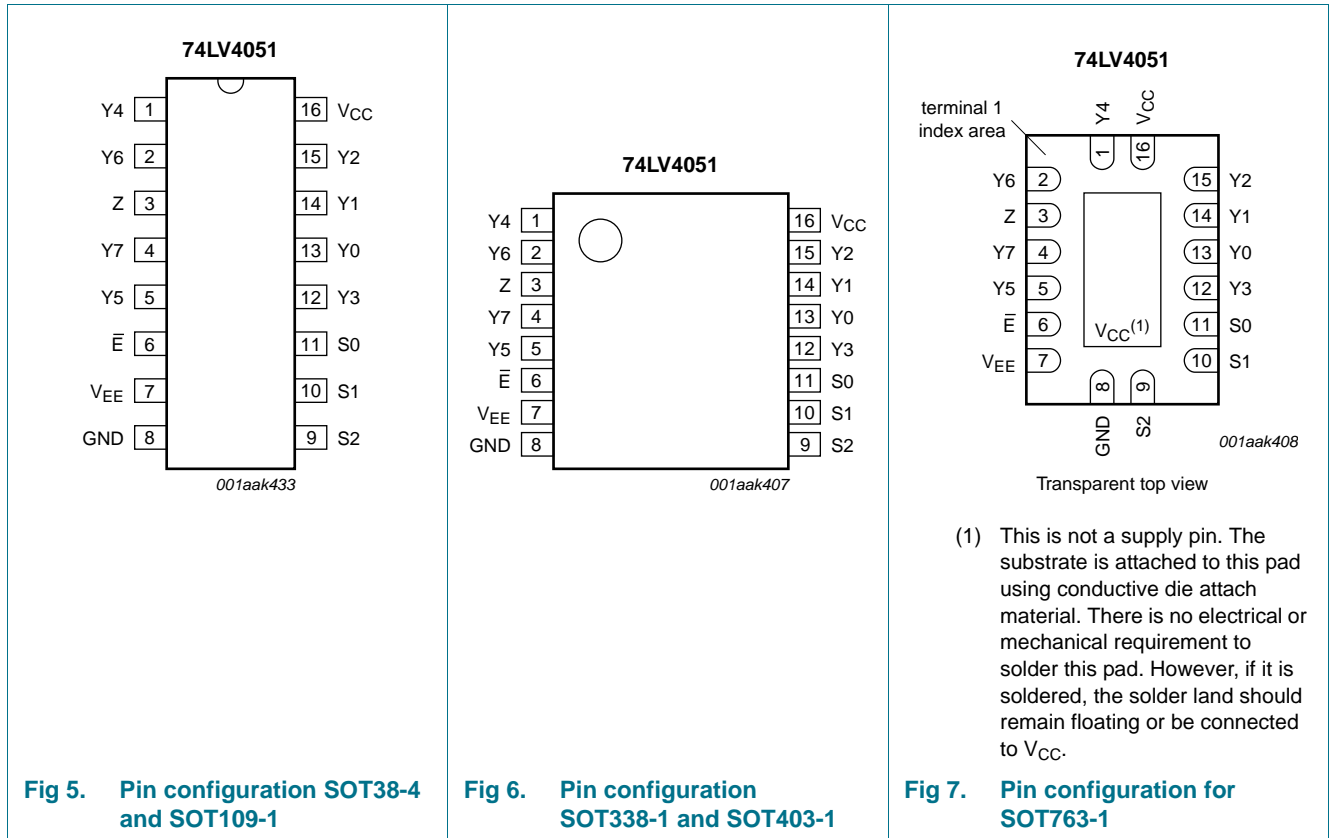 74LV4051
Y4 1 16 VCC
Y6 2 15 Y2
Z 3 14 Y1
Y7 4 13 Y0
Y5 5 12 Y3
E̅ 6 11 S0
VEE 7 10 S1
GND 8 9 S2
001aak433
Fig 5. Pin configuration SOT38-4
and SOT109-1
74LV4051
Y4 1 16 VCC
Y6 2 15 Y2
Z 3 14 Y1
Y7 4 13 Y0
Y5 5 12 Y3
E̅ 6 11 S0
VEE 7 10 S1
GND 8 9 S2
001aak407
Fig 6. Pin configuration
SOT338-1 and SOT403-1
74LV4051
terminal 1
index area
Y4 VCC
1 16
Y6 2 15 Y2
Z 3 14 Y1
Y7 4 13 Y0
Y5 5 12 Y3
E̅ 6 VCC(1) 11 S0
VEE 7 10 S1
8 9
GND S2
001aak408
Transparent top view
(1) This is not a supply pin. The
substrate is attached to this pad
using conductive die attach
material. There is no electrical or
mechanical requirement to
solder this pad. However, if it is
soldered, the solder land should
remain floating or be connected
to VCC.
Fig 7. Pin configuration for
SOT763-1